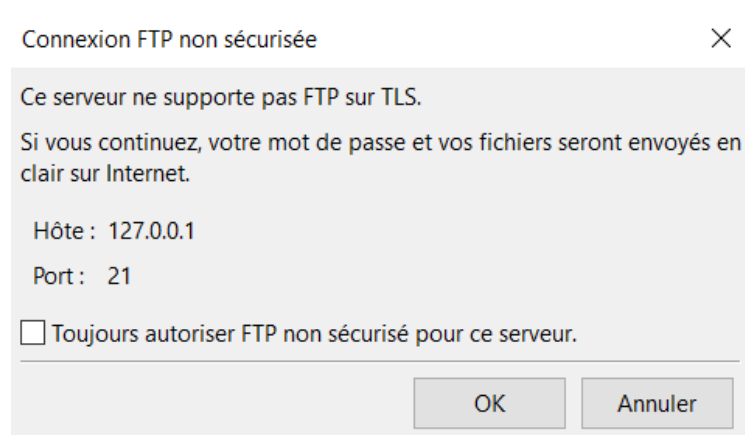 Connexion FTP non sécurisée
Ce serveur ne supporte pas FTP sur TLS.
Si vous continuez, votre mot de passe et vos fichiers seront envoyés en
clair sur Internet.
Hôte : 127.0.0.1
Port : 21
Toujours autoriser FTP non sécurisé pour ce serveur.
OK Annuler